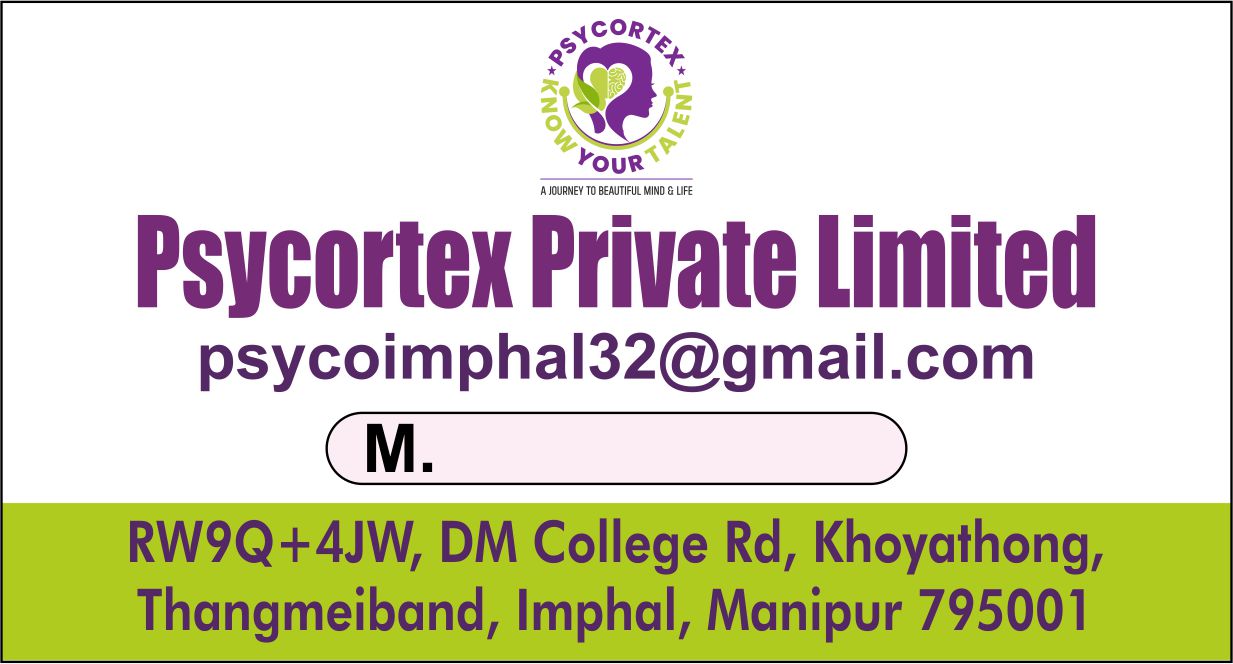 PSYCORTEX
KNOW YOUR TALENT
A JOURNEY TO BEAUTIFUL MIND & LIFE
Psycortex Private Limited
psycoimphal32@gmail.com
M.
RW9Q+4JW, DM College Rd, Khoyathong,
Thangmeiband, Imphal, Manipur 795001